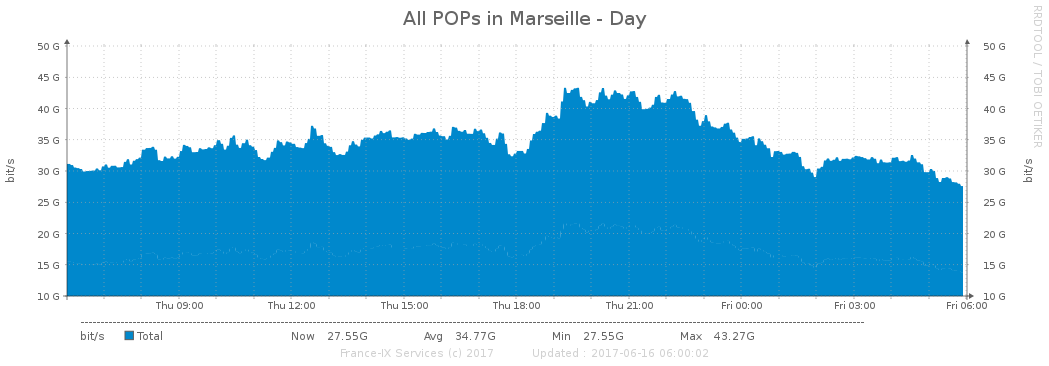 All POPs in Marseille - Day
RRDTOOL / TOBI OETIKER
50 G 50 G
45 G 45 G
40 G 40 G
35 G 35 G
30 G 30 G
25 G 25 G
20 G 20 G
15 G 15 G
10 G 10 G
bit/s
bit/s
Thu 09:00 Thu 12:00 Thu 15:00 Thu 18:00 Thu 21:00 Fri 00:00 Fri 03:00 Fri 06:00
bit/s Total Now 27.55G Avg 34.77G Min 27.55G Max 43.27G
France-IX Services (c) 2017 Updated : 2017-06-16 06:00:02